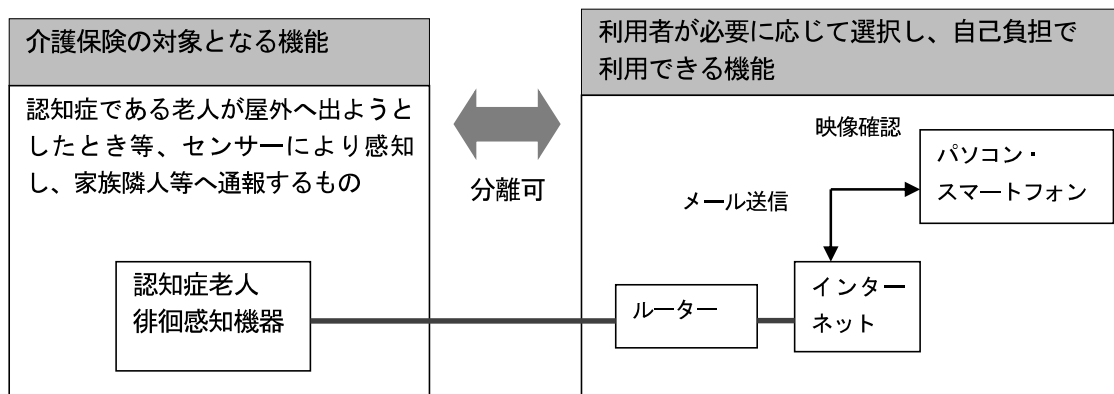 介護保険の対象となる機能
認知症である老人が屋外へ出ようと
したとき等、センサーにより感知
し、家族隣人等へ通報するもの
認知症老人
徘徊感知機器
分離可
利用者が必要に応じて選択し、自己負担で
利用できる機能
映像確認
パソコン・
スマートフォン
メール送信
ルーター
インター
ネット